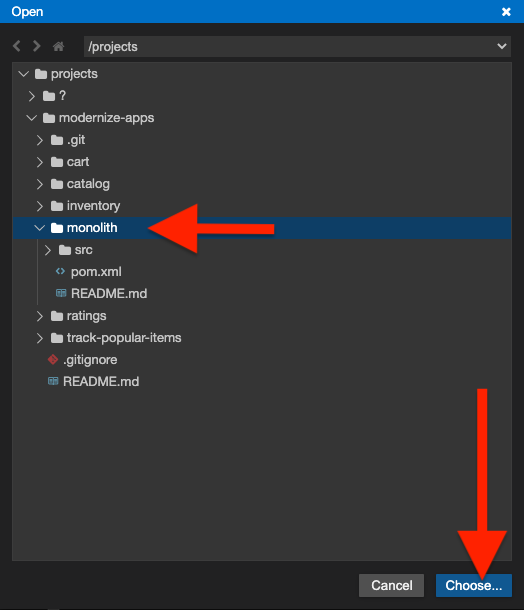 Open
/projects
projects
?
modernize-apps
.git
cart
catalog
inventory
monolith
src
pom.xml
README.md
ratings
track-popular-items
.gitignore
README.md
Cancel
Choose...